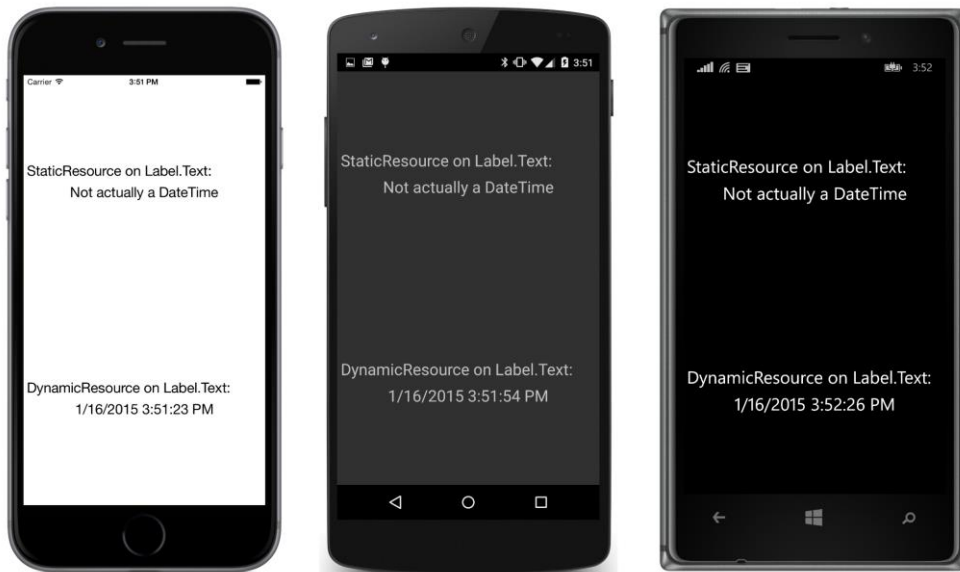 Carrier
3:51 PM
StaticResource on Label.Text:
Not actually a DateTime
DynamicResource on Label.Text:
1/16/2015 3:51:23 PM
3:51
StaticResource on Label.Text:
Not actually a DateTime
DynamicResource on Label.Text:
1/16/2015 3:51:54 PM
3:52
StaticResource on Label.Text:
Not actually a DateTime
DynamicResource on Label.Text:
1/16/2015 3:52:26 PM